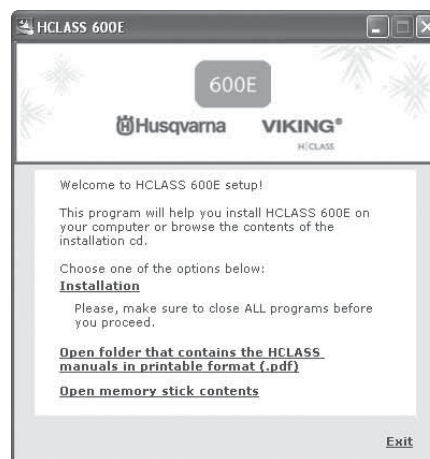 HCLASS 600E
600E
Husqvarna VIKING®
H|CLASS
Welcome to HCLASS 600E setup!
This program will help you install HCLASS 600E on
your computer or browse the contents of the
installation cd.
Choose one of the options below:
Installation
Please, make sure to close ALL programs before
you proceed.
Open folder that contains the HCLASS
manuals in printable format (.pdf)
Open memory stick contents
Exit